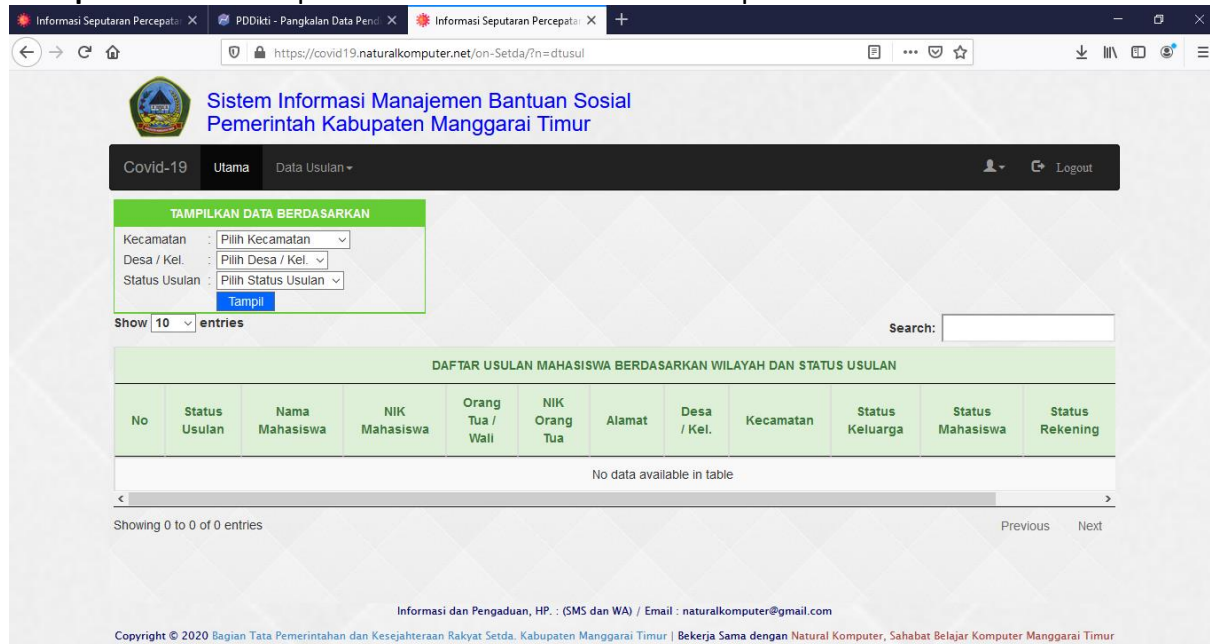 Informasi Seputaran Percepatan
PDDikti - Pangkalan Data Pendi
Informasi Seputaran Percepatan
https://covid19.naturalkomputer.net/on-Setda/?n=dtusul
Sistem Informasi Manajemen Bantuan Sosial
Pemerintah Kabupaten Manggarai Timur
Covid-19 Utama Data Usulan Logout
TAMPILKAN DATA BERDASARKAN
Kecamatan : Pilih Kecamatan
Desa / Kel. : Pilih Desa / Kel.
Status Usulan : Pilih Status Usulan
Tampil
Show 10 entries
Search:
DAFTAR USULAN MAHASISWA BERDASARKAN WILAYAH DAN STATUS USULAN
No Status Usulan Nama Mahasiswa NIK Mahasiswa Orang Tua / Wali NIK Orang Tua Alamat Desa / Kel. Kecamatan Status Keluarga Status Mahasiswa Status Rekening
No data available in table
Showing 0 to 0 of 0 entries
Previous Next
Informasi dan Pengaduan, HP. : (SMS dan WA) / Email : naturalkomputer@gmail.com
Copyright © 2020 Bagian Tata Pemerintahan dan Kesejahteraan Rakyat Setda. Kabupaten Manggarai Timur | Bekerja Sama dengan Natural Komputer, Sahabat Belajar Komputer Manggarai Timur